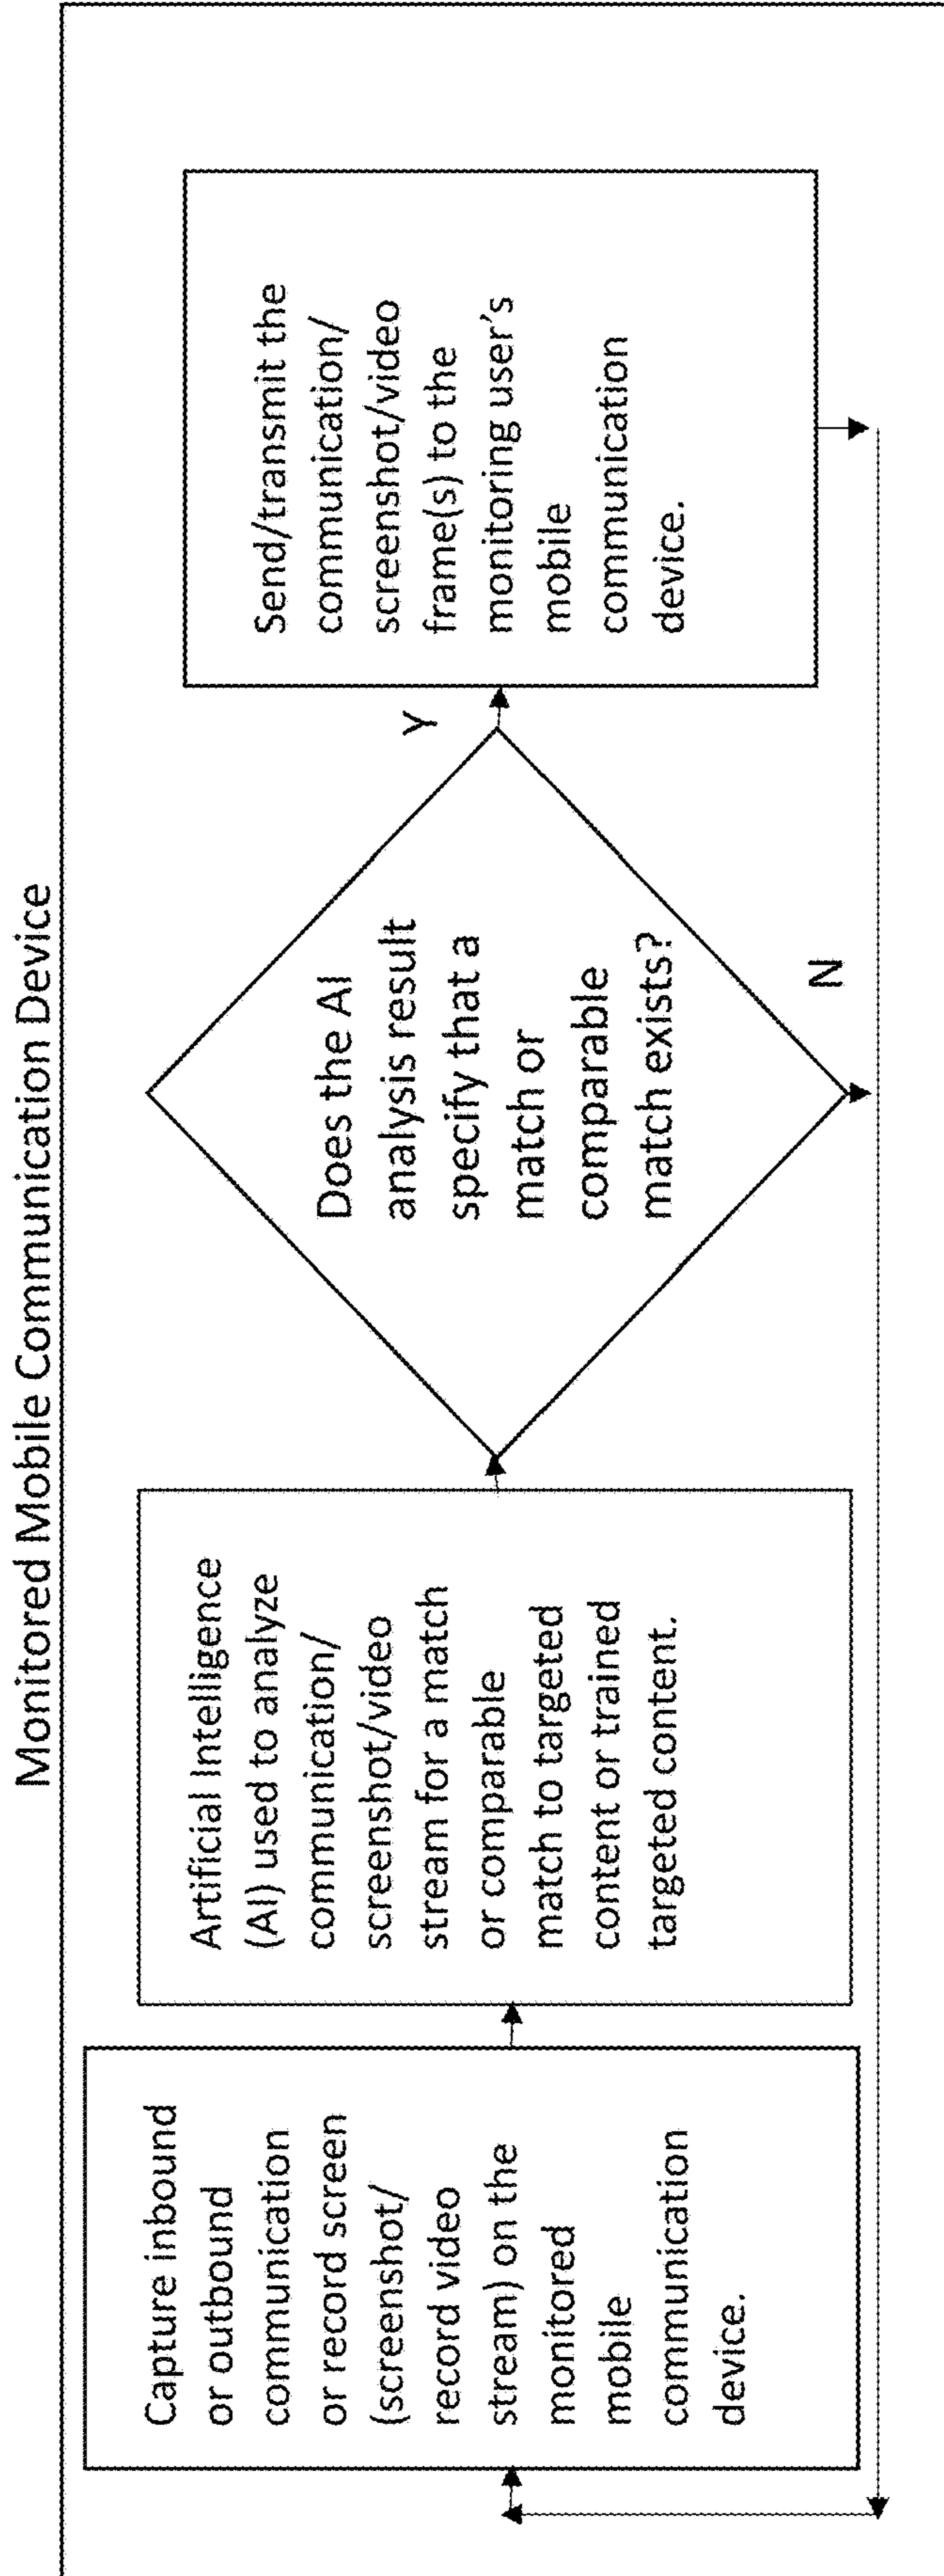 Monitored Mobile Communication Device
Capture inbound
or outbound
communication
or record screen
(screenshot/
record video
stream) on the
monitored
mobile
communication
device.
Artificial Intelligence
(AI) used to analyze
communication/
screenshot/video
stream for a match
or comparable
match to targeted
content or trained
targeted content.
Does the AI
analysis result
specify that a
match or
comparable
match exists?
Y
N
Send/transmit the
communication/
screenshot/video
frame(s) to the
monitoring user's
mobile
communication
device.